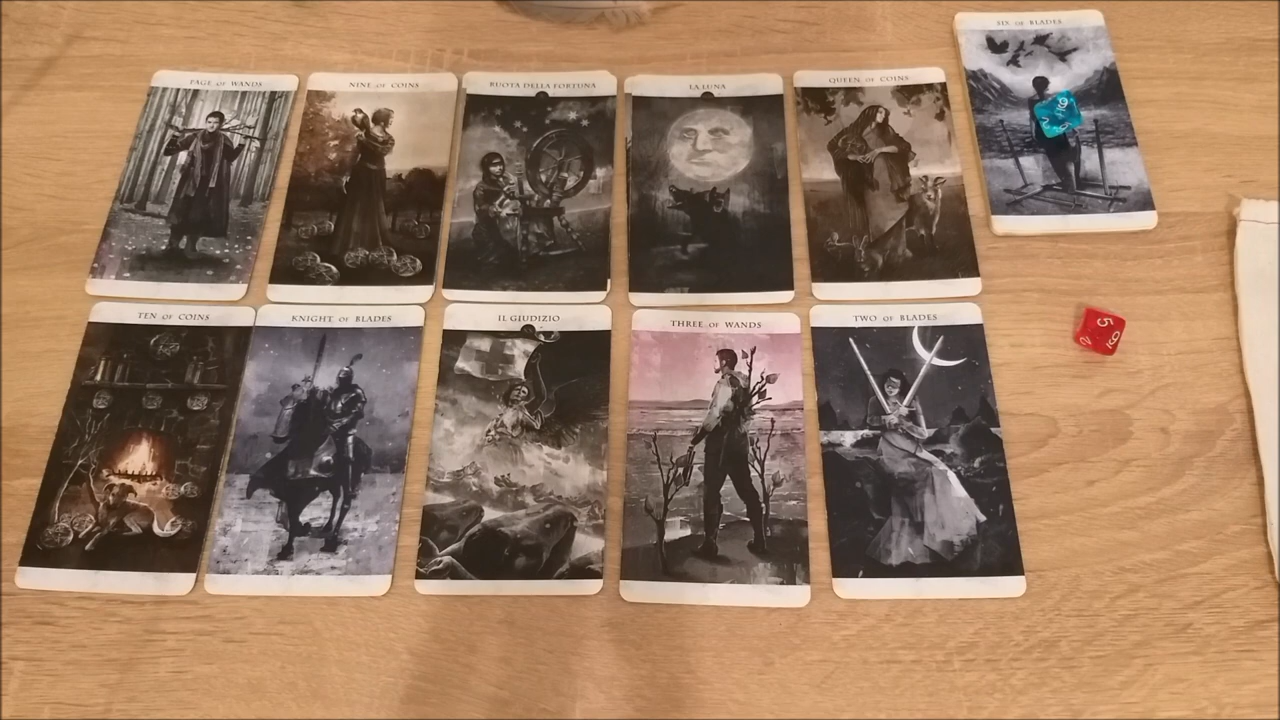 PAGE OF WANDS
NINE OF COINS
RUOTA DELLA FORTUNA
LA LUNA
QUEEN OF COINS
SIX OF BLADES
TEN OF COINS
KNIGHT OF BLADES
IL GIUDIZIO
THREE OF WANDS
TWO OF BLADES
5